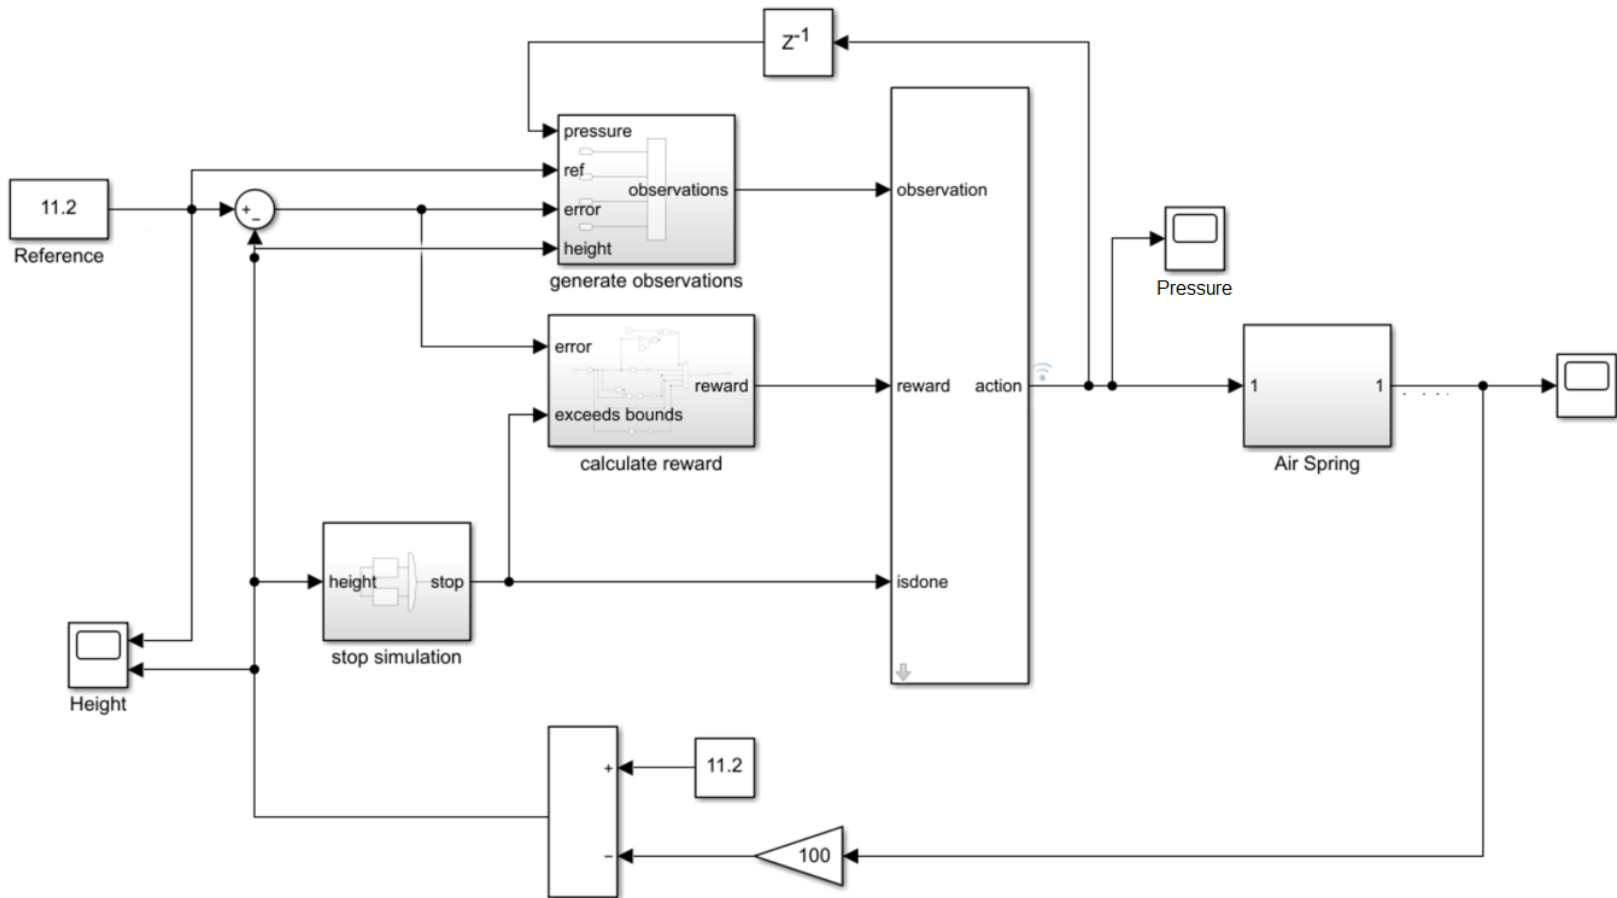 Z-1
pressure
ref
observations
error
height
generate observations
11.2
+
−
Reference
observation
reward
action
isdone
Pressure
error
reward
exceeds bounds
calculate reward
1
1
Air Spring
height
stop
stop simulation
Height
+
11.2
−
100